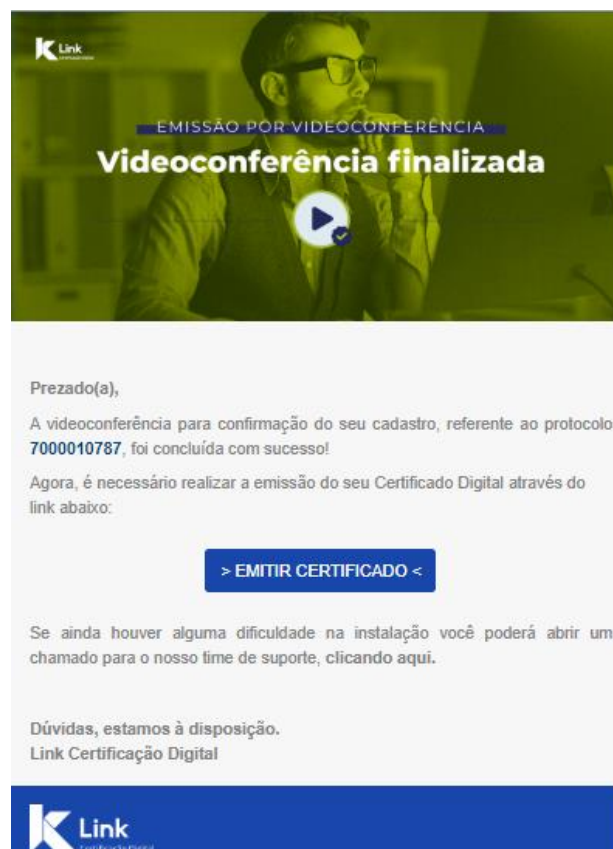 Link
EMISSÃO POR VIDEOCONFERÊNCIA
Videoconferência finalizada
Prezado(a),
A videoconferência para confirmação do seu cadastro, referente ao protocolo
7000010787, foi concluída com sucesso!
Agora, é necessário realizar a emissão do seu Certificado Digital através do
link abaixo:
> EMITIR CERTIFICADO <
Se ainda houver alguma dificuldade na instalação você poderá abrir um
chamado para o nosso time de suporte, clicando aqui.
Dúvidas, estamos à disposição.
Link Certificação Digital
Link
Certificação Digital